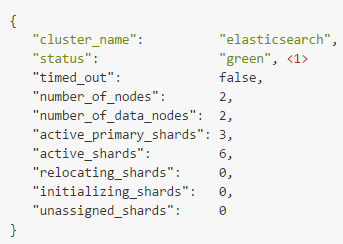 {
   "cluster_name":          "elasticsearch",
   "status":                "green", <1>
   "timed_out":             false,
   "number_of_nodes":       2,
   "number_of_data_nodes":  2,
   "active_primary_shards": 3,
   "active_shards":         6,
   "relocating_shards":     0,
   "initializing_shards":   0,
   "unassigned_shards":     0
}